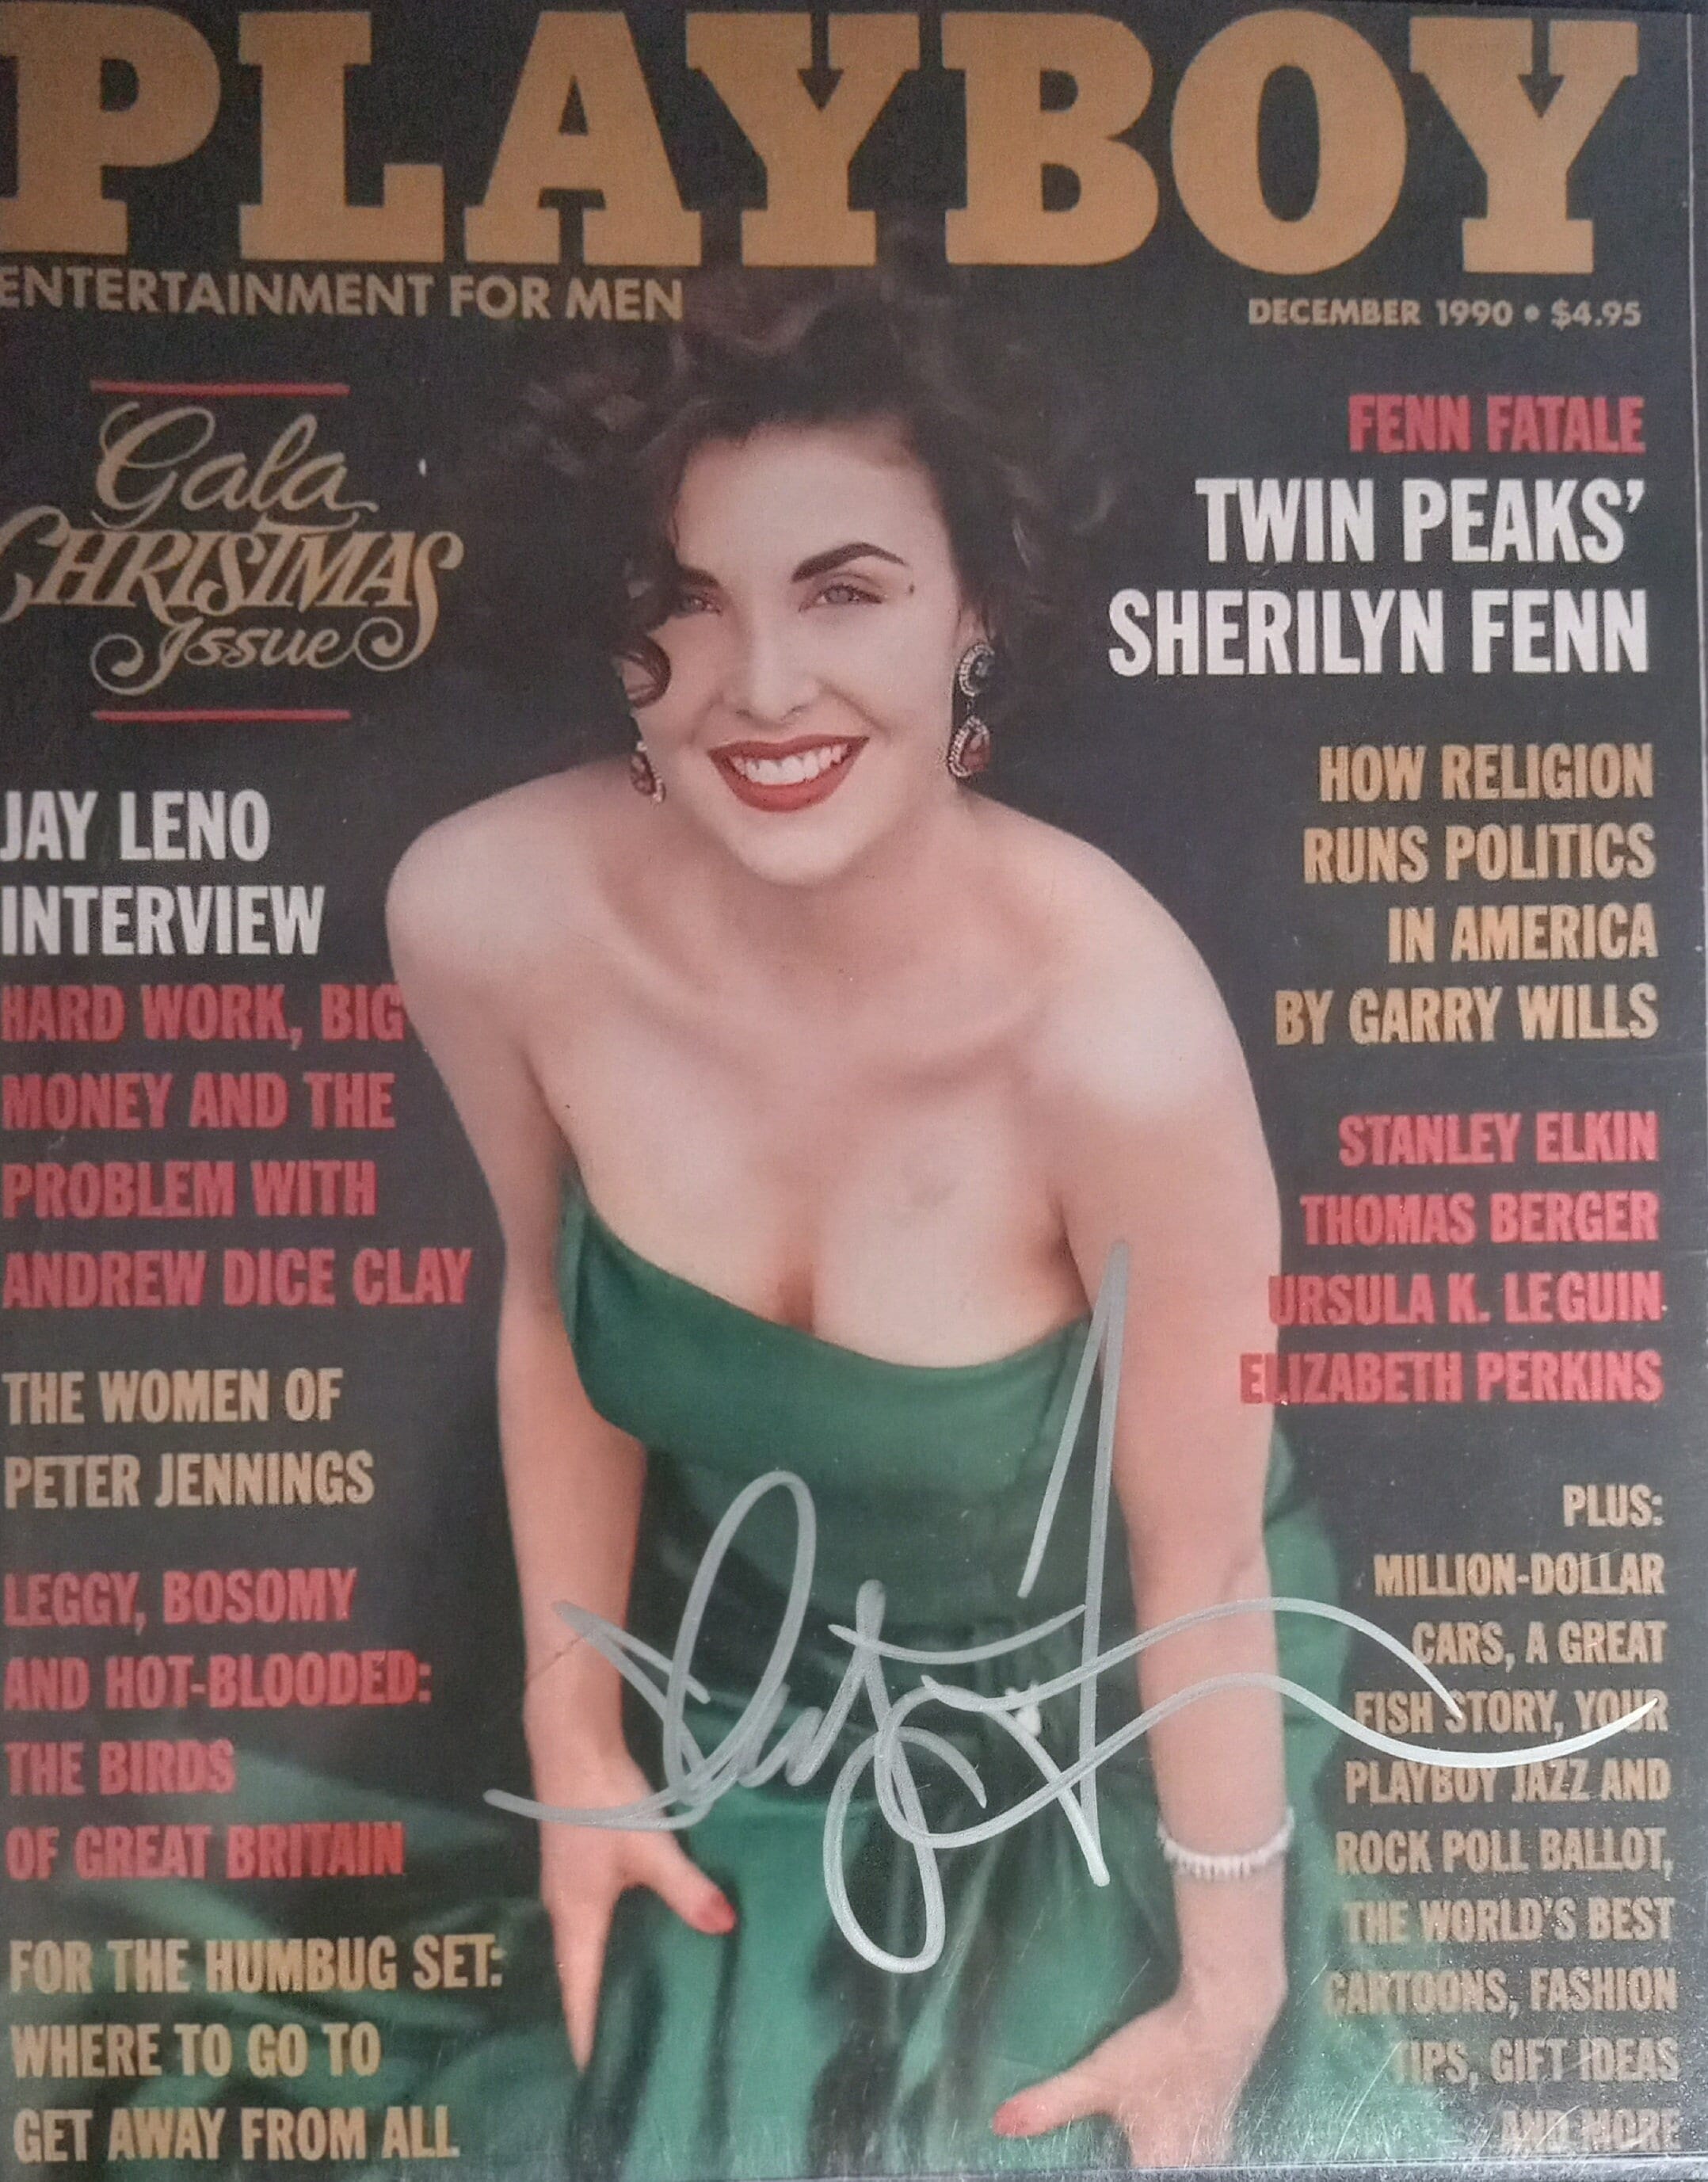 PLAYBOY
ENTERTAINMENT FOR MEN
DECEMBER 1990 • $4.95
Gala
CHRISTMAS
Issue
JAY LENO
INTERVIEW
HARD WORK, BIG
MONEY AND THE
PROBLEM WITH
ANDREW DICE CLAY
THE WOMEN OF
PETER JENNINGS
LEGGY, BOSOMY
AND HOT-BLOODED:
THE BIRDS
OF GREAT BRITAIN
FOR THE HUMBUG SET:
WHERE TO GO TO
GET AWAY FROM ALL
FENN FATALE
TWIN PEAKS'
SHERILYN FENN
HOW RELIGION
RUNS POLITICS
IN AMERICA
BY GARRY WILLS
STANLEY ELKIN
THOMAS BERGER
URSULA K. LE GUIN
ELIZABETH PERKINS
PLUS:
MILLION-DOLLAR
CARS, A GREAT
FISH STORY, YOUR
PLAYBOY JAZZ AND
ROCK POLL BALLOT,
THE WORLD'S BEST
CARTOONS, FASHION
TIPS, GIFT IDEAS
AND MORE